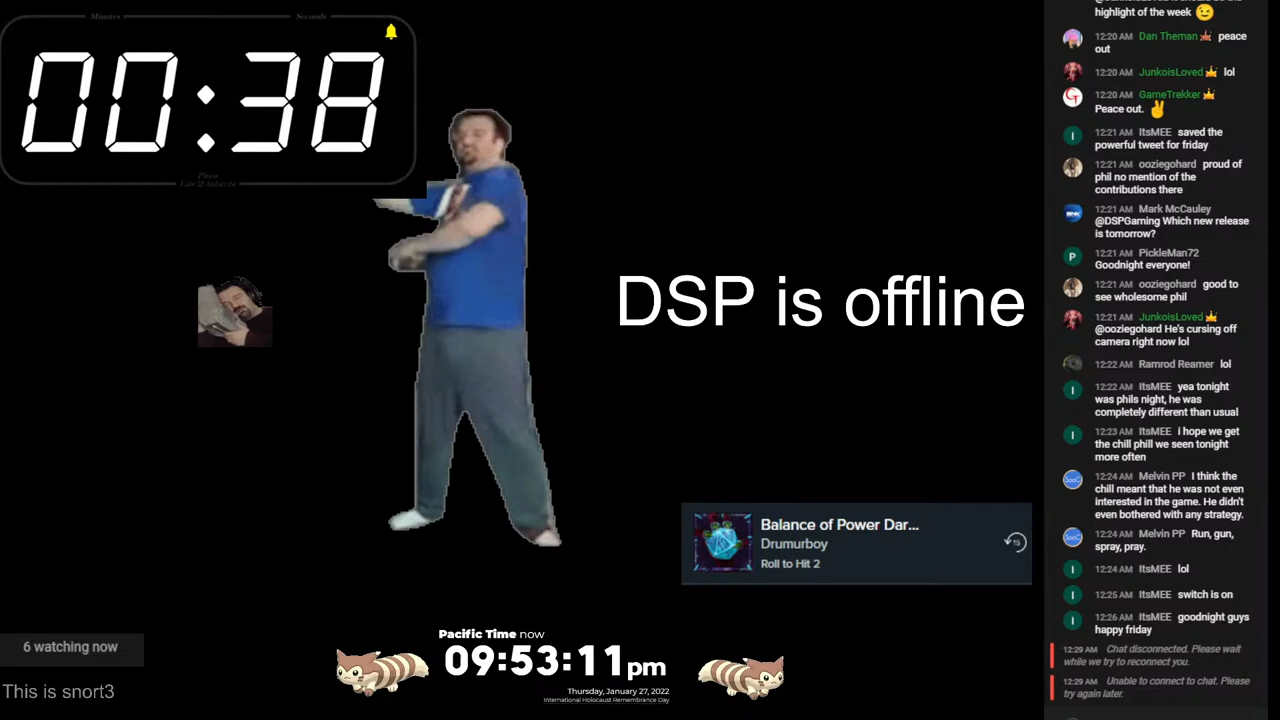 Minutes
Seconds
00:38
Please
Like & Subscribe
DSP is offline
Balance of Power Dar...
Drumurboy
Roll to Hit 2
15
Pacific Time now
09:53:11pm
Thursday, January 27, 2022
International Holocaust Remembrance Day
6 watching now
This is snort3
highlight of the week
12:20 AM Dan Theman peace
out
12:20 AM JunkoisLoved lol
12:20 AM GameTrekker
Peace out.
12:21 AM ItsMEE saved the
powerful tweet for friday
12:21 AM ooziegohard proud of
phil no mention of the
contributions there
12:21 AM Mark McCauley
@DSPGaming Which new release
is tomorrow?
12:21 AM PickleMan72
Goodnight everyone!
12:21 AM ooziegohard good to
see wholesome phil
12:21 AM JunkoisLoved
@ooziegohard He's cursing off
camera right now lol
12:22 AM Ramrod Reamer lol
12:22 AM ItsMEE yea tonight
was phils night, he was
completely different than usual
12:23 AM ItsMEE i hope we get
the chill phill we seen tonight
more often
12:24 AM Melvin PP I think the
chill meant that he was not even
interested in the game. He didn't
even bothered with any strategy.
12:24 AM Melvin PP Run, gun,
spray, pray.
12:24 AM ItsMEE lol
12:25 AM ItsMEE switch is on
12:26 AM ItsMEE goodnight guys
happy friday
12:29 AM Chat disconnected. Please wait
while we try to reconnect you.
12:29 AM Unable to connect to chat. Please
try again later.